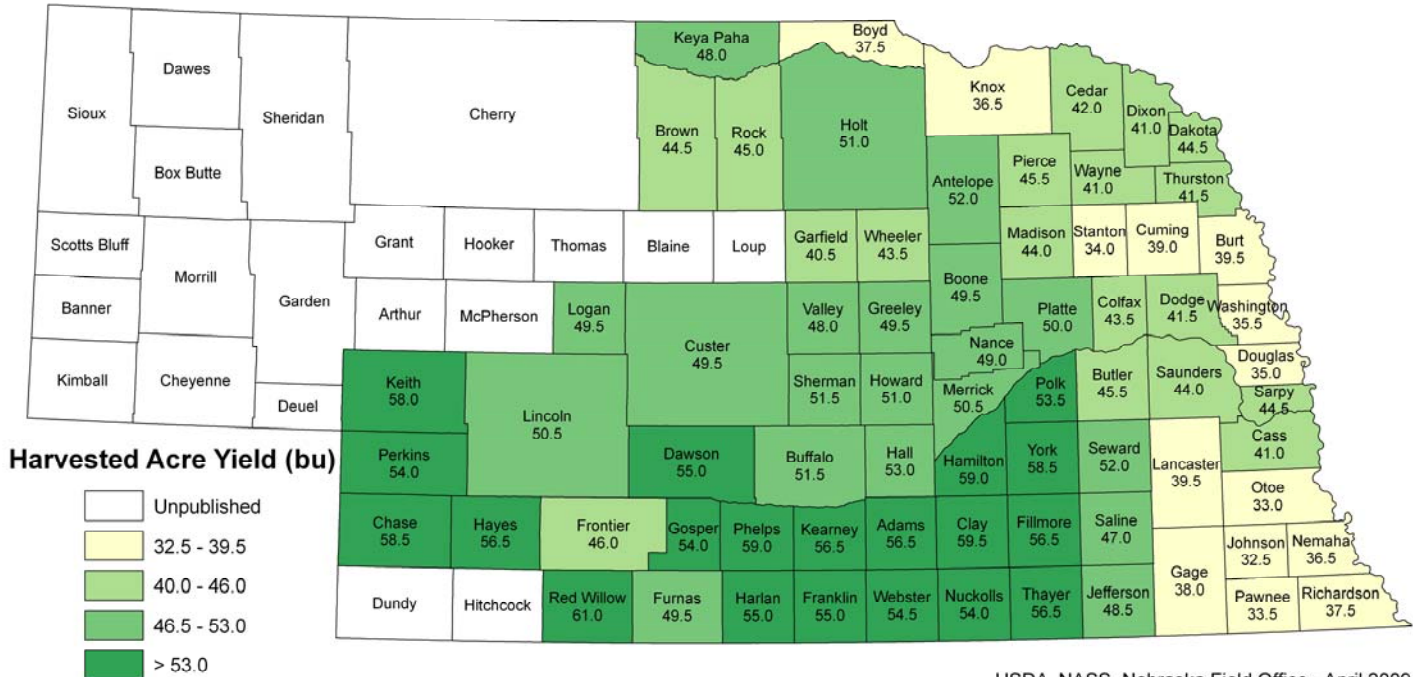 Boyd
37.5
Keya Paha
48.0
Knox
36.5
Cedar
42.0
Dixon
41.0
Dakota
44.5
Dawes
Sioux
Sheridan
Cherry
Brown
44.5
Rock
45.0
Holt
51.0
Box Butte
Antelope
52.0
Pierce
45.5
Wayne
41.0
Thurston
41.5
Scotts Bluff
Morrill
Grant
Hooker
Thomas
Blaine
Loup
Garfield
40.5
Wheeler
43.5
Madison
44.0
Stanton
34.0
Cuming
39.0
Burt
39.5
Banner
Garden
Arthur
McPherson
Logan
49.5
Custer
49.5
Valley
48.0
Greeley
49.5
Boone
49.5
Platte
50.0
Colfax
43.5
Dodge
41.5
Washington
35.5
Nance
49.0
Douglas
35.0
Kimball
Cheyenne
Deuel
Keith
58.0
Lincoln
50.5
Sherman
51.5
Howard
51.0
Merrick
50.5
Polk
53.5
Butler
45.5
Saunders
44.0
Sarpy
44.5
Perkins
54.0
Dawson
55.0
Buffalo
51.5
Hall
53.0
Hamilton
59.0
York
58.5
Seward
52.0
Lancaster
39.5
Cass
41.0
Otoe
33.0
Chase
58.5
Hayes
56.5
Frontier
46.0
Gosper
54.0
Phelps
59.0
Kearney
56.5
Adams
56.5
Clay
59.5
Fillmore
56.5
Saline
47.0
Gage
38.0
Johnson
32.5
Nemaha
36.5
Dundy
Hitchcock
Red Willow
61.0
Furnas
49.5
Harlan
55.0
Franklin
55.0
Webster
54.5
Nuckolls
54.0
Thayer
56.5
Jefferson
48.5
Pawnee
33.5
Richardson
37.5
Harvested Acre Yield (bu)
Unpublished
32.5 - 39.5
40.0 - 46.0
46.5 - 53.0
> 53.0